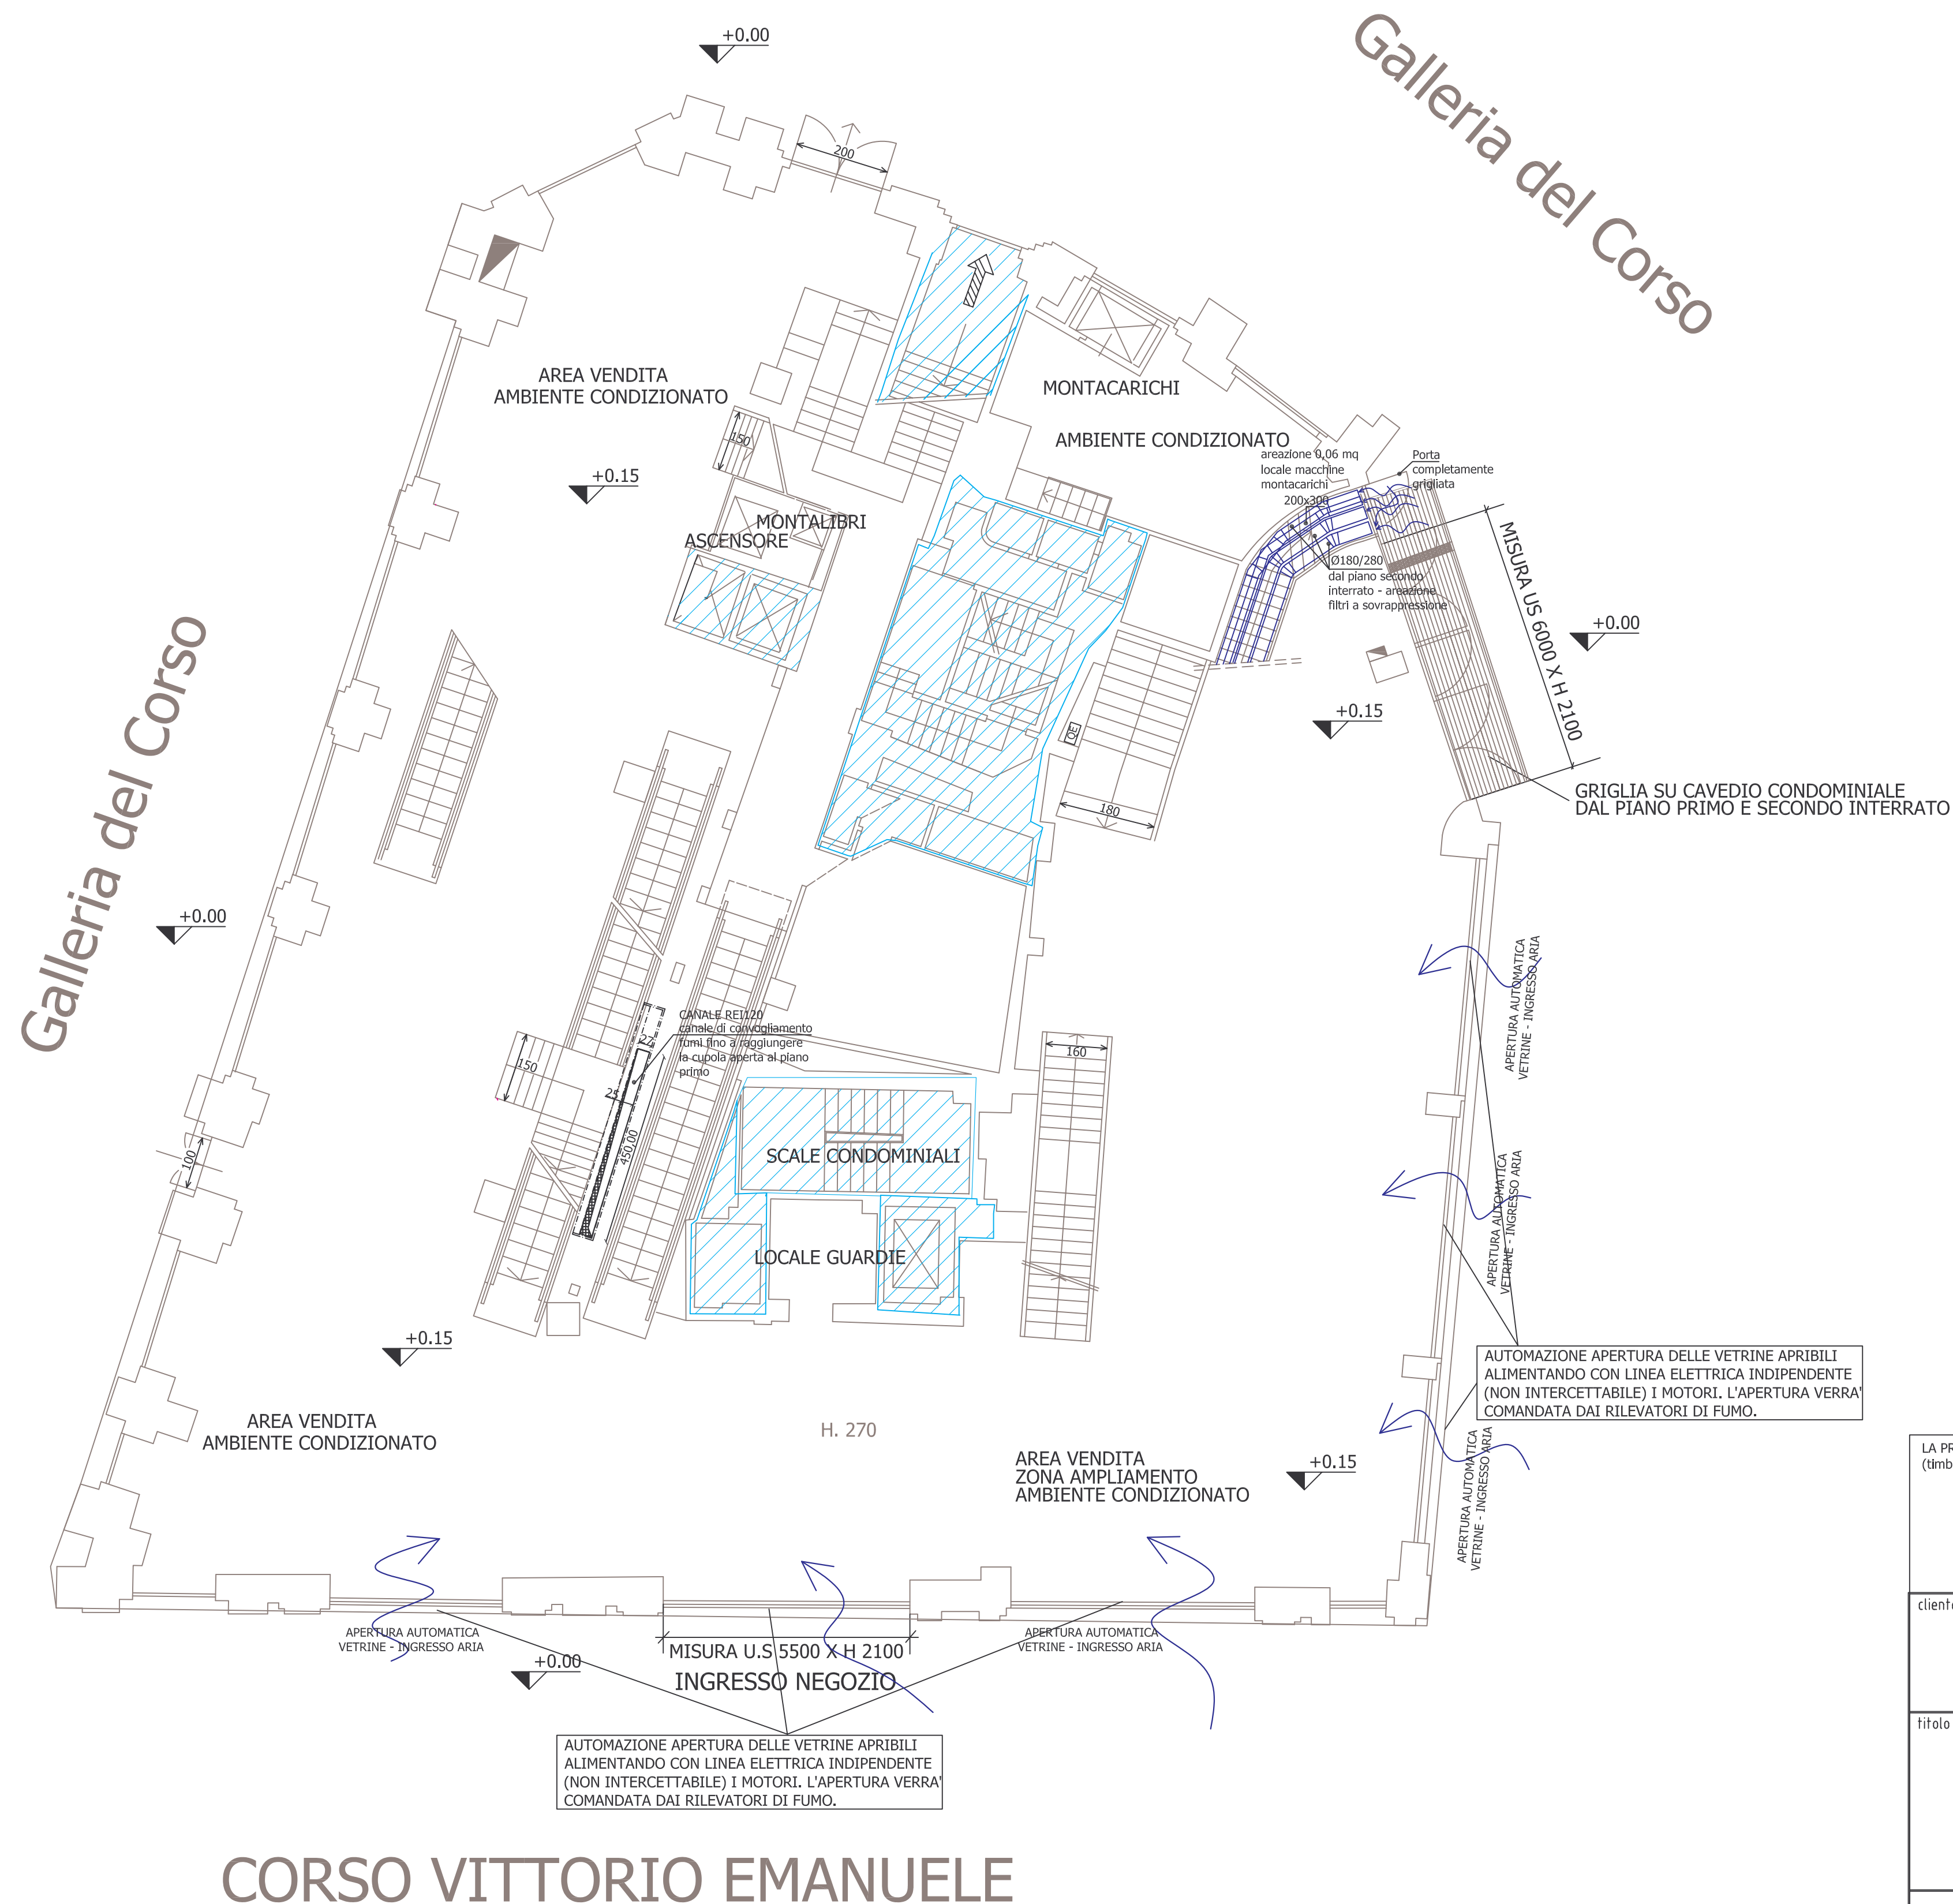 +0.00
Galleria del Corso
200
AREA VENDITA
AMBIENTE CONDIZIONATO
MONTACARICHI
AMBIENTE CONDIZIONATO
150
+0.15
MONTALIBRI
ASCENSORE
areazione 0,06 mq
locale macchine
montacarichi
200x300
Porta
completamente
grigliata
Ø180/280
dal piano secondo
interrato - areazione
filtri a sovrappressione
MISURA US 6000 X H 2100
+0.00
+0.15
QE
180
GRIGLIA SU CAVEDIO CONDOMINIALE
DAL PIANO PRIMO E SECONDO INTERRATO
Galleria del Corso
+0.00
APERTURA AUTOMATICA
VETRINE - INGRESSO ARIA
CANALE REI120
canale di convogliamento
fumi fino a raggiungere
la cupola aperta al piano
primo
27
25
450,00
150
160
100
SCALE CONDOMINIALI
LOCALE GUARDIE
APERTURA AUTOMATICA
VETRINE - INGRESSO ARIA
+0.15
AUTOMAZIONE APERTURA DELLE VETRINE APRIBILI
ALIMENTANDO CON LINEA ELETTRICA INDIPENDENTE
(NON INTERCETTABILE) I MOTORI. L'APERTURA VERRA'
COMANDATA DAI RILEVATORI DI FUMO.
AREA VENDITA
AMBIENTE CONDIZIONATO
H. 270
AREA VENDITA
ZONA AMPLIAMENTO
AMBIENTE CONDIZIONATO
+0.15
APERTURA AUTOMATICA
VETRINE - INGRESSO ARIA
LA PR
(timb
cliente
titolo
APERTURA AUTOMATICA
VETRINE - INGRESSO ARIA
MISURA U.S 5500 X H 2100
INGRESSO NEGOZIO
APERTURA AUTOMATICA
VETRINE - INGRESSO ARIA
+0.00
AUTOMAZIONE APERTURA DELLE VETRINE APRIBILI
ALIMENTANDO CON LINEA ELETTRICA INDIPENDENTE
(NON INTERCETTABILE) I MOTORI. L'APERTURA VERRA'
COMANDATA DAI RILEVATORI DI FUMO.
CORSO VITTORIO EMANUELE